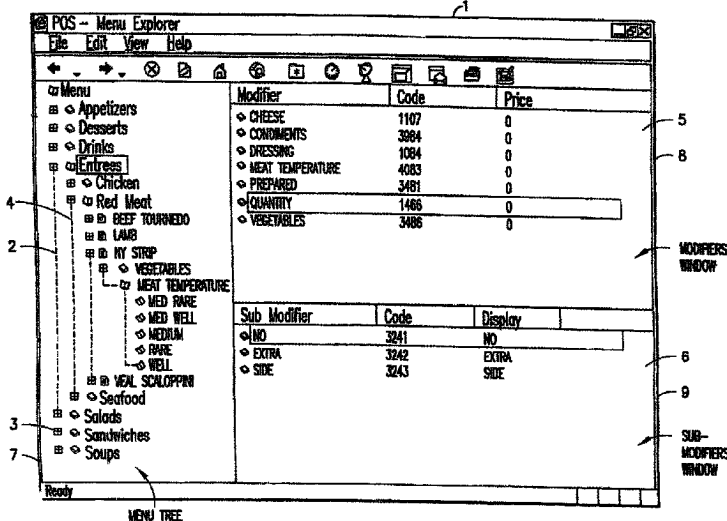 1
POS - Menu Explorer
File Edit View Help
Menu
Appetizers
Desserts
Drinks
Entrees
Chicken
Red Meat
BEEF TOURNEDO
LAMB
NY STRIP
VEGETABLES
MEAT TEMPERATURE
MED RARE
MED WELL
MEDIUM
RARE
WELL
VEAL SCALOPPINI
Seafood
Salads
Sandwiches
Soups
4
2
3
7
Modifier Code Price
CHEESE 1107 0
CONDIMENTS 3984 0
DRESSING 1084 0
MEAT TEMPERATURE 4083 0
PREPARED 3481 0
QUANTITY 1466 0
VEGETABLES 3486 0
5
8
MODIFIERS
WINDOW
Sub Modifier Code Display
NO 3241 NO
EXTRA 3242 EXTRA
SIDE 3243 SIDE
6
9
SUB-
MODIFIERS
WINDOW
Ready
MENU TREE